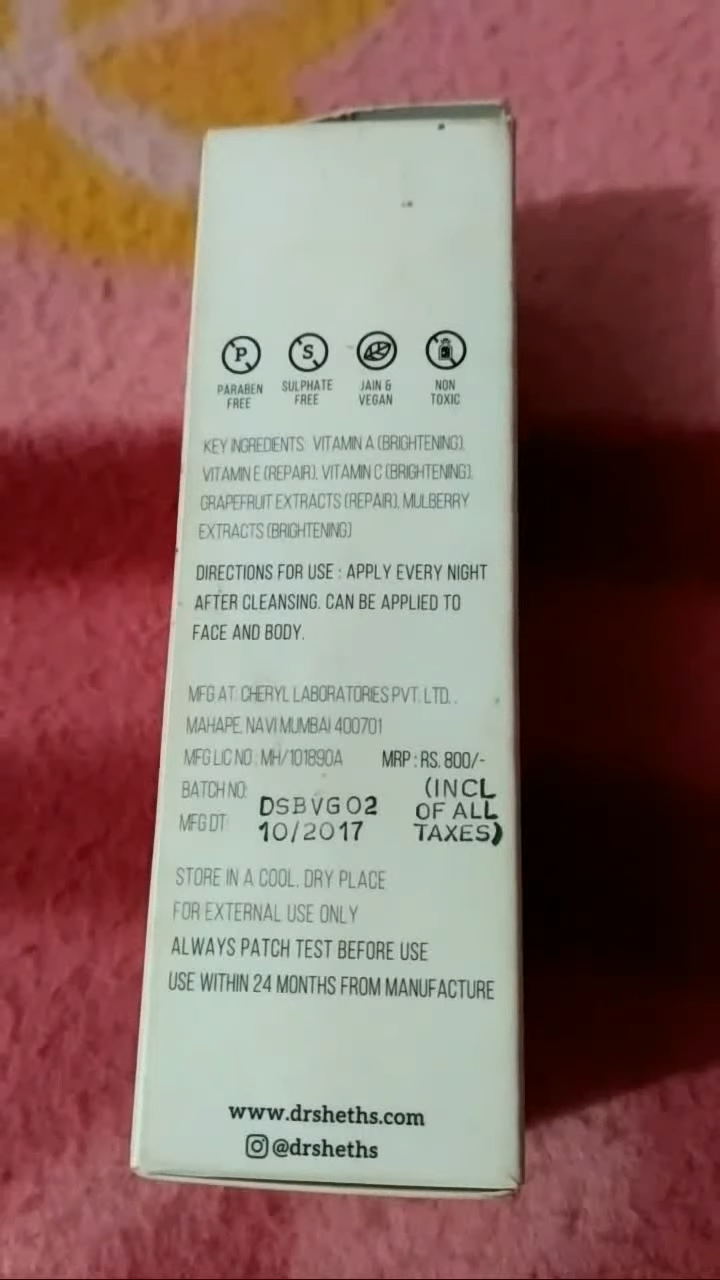 P S
PARABEN FREE
SULPHATE FREE
JAIN & VEGAN
NON TOXIC
KEY INGREDIENTS: VITAMIN A (BRIGHTENING),
VITAMIN E (REPAIR), VITAMIN C (BRIGHTENING),
GRAPEFRUIT EXTRACTS (REPAIR), MULBERRY
EXTRACTS (BRIGHTENING)
DIRECTIONS FOR USE : APPLY EVERY NIGHT
AFTER CLEANSING. CAN BE APPLIED TO
FACE AND BODY.
MFG AT: CHERYL LABORATORIES PVT. LTD.,
MAHAPE, NAVI MUMBAI 400701
MFG LIC NO: MH/101890A MRP : RS. 800/-
(INCL OF ALL TAXES)
BATCH NO: DSBVG02
MFG DT: 10/2017
STORE IN A COOL, DRY PLACE
FOR EXTERNAL USE ONLY
ALWAYS PATCH TEST BEFORE USE
USE WITHIN 24 MONTHS FROM MANUFACTURE
www.drsheths.com
@drsheths